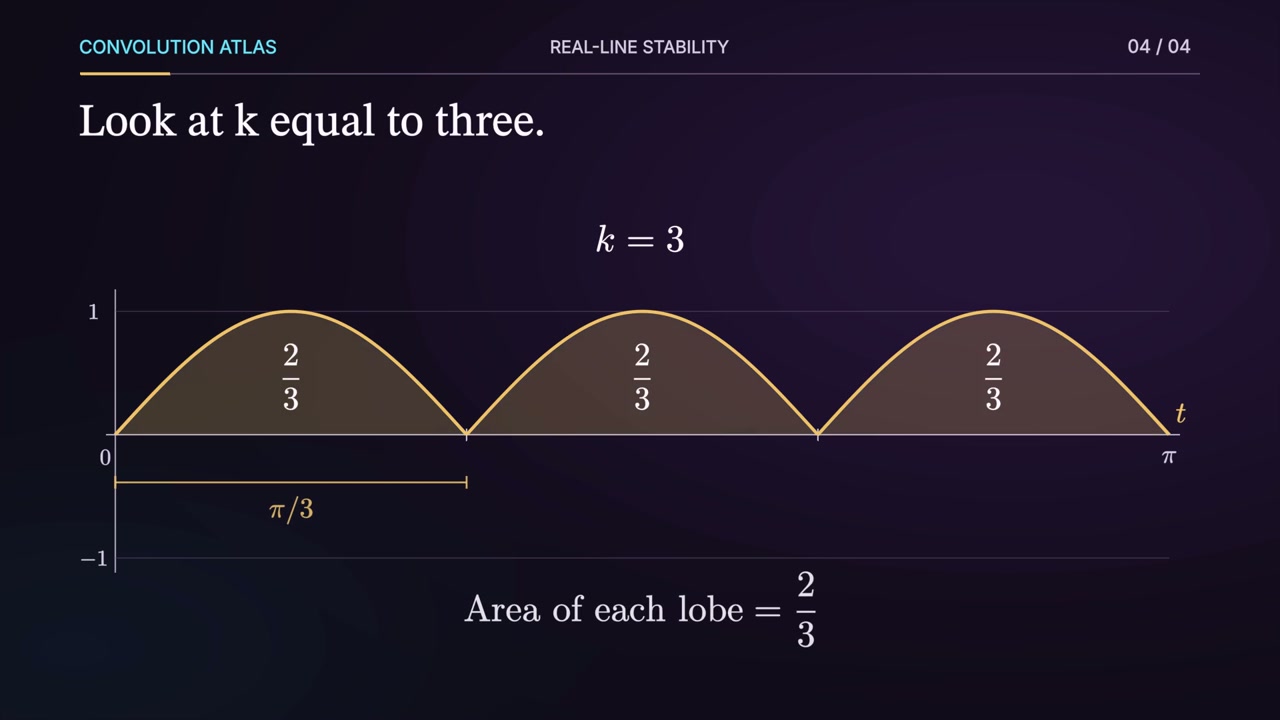 CONVOLUTION ATLAS REAL-LINE STABILITY 04 / 04
Look at k equal to three.
k = 3
1
2/3 2/3 2/3
t
0 π
π/3
−1
Area of each lobe = 2/3